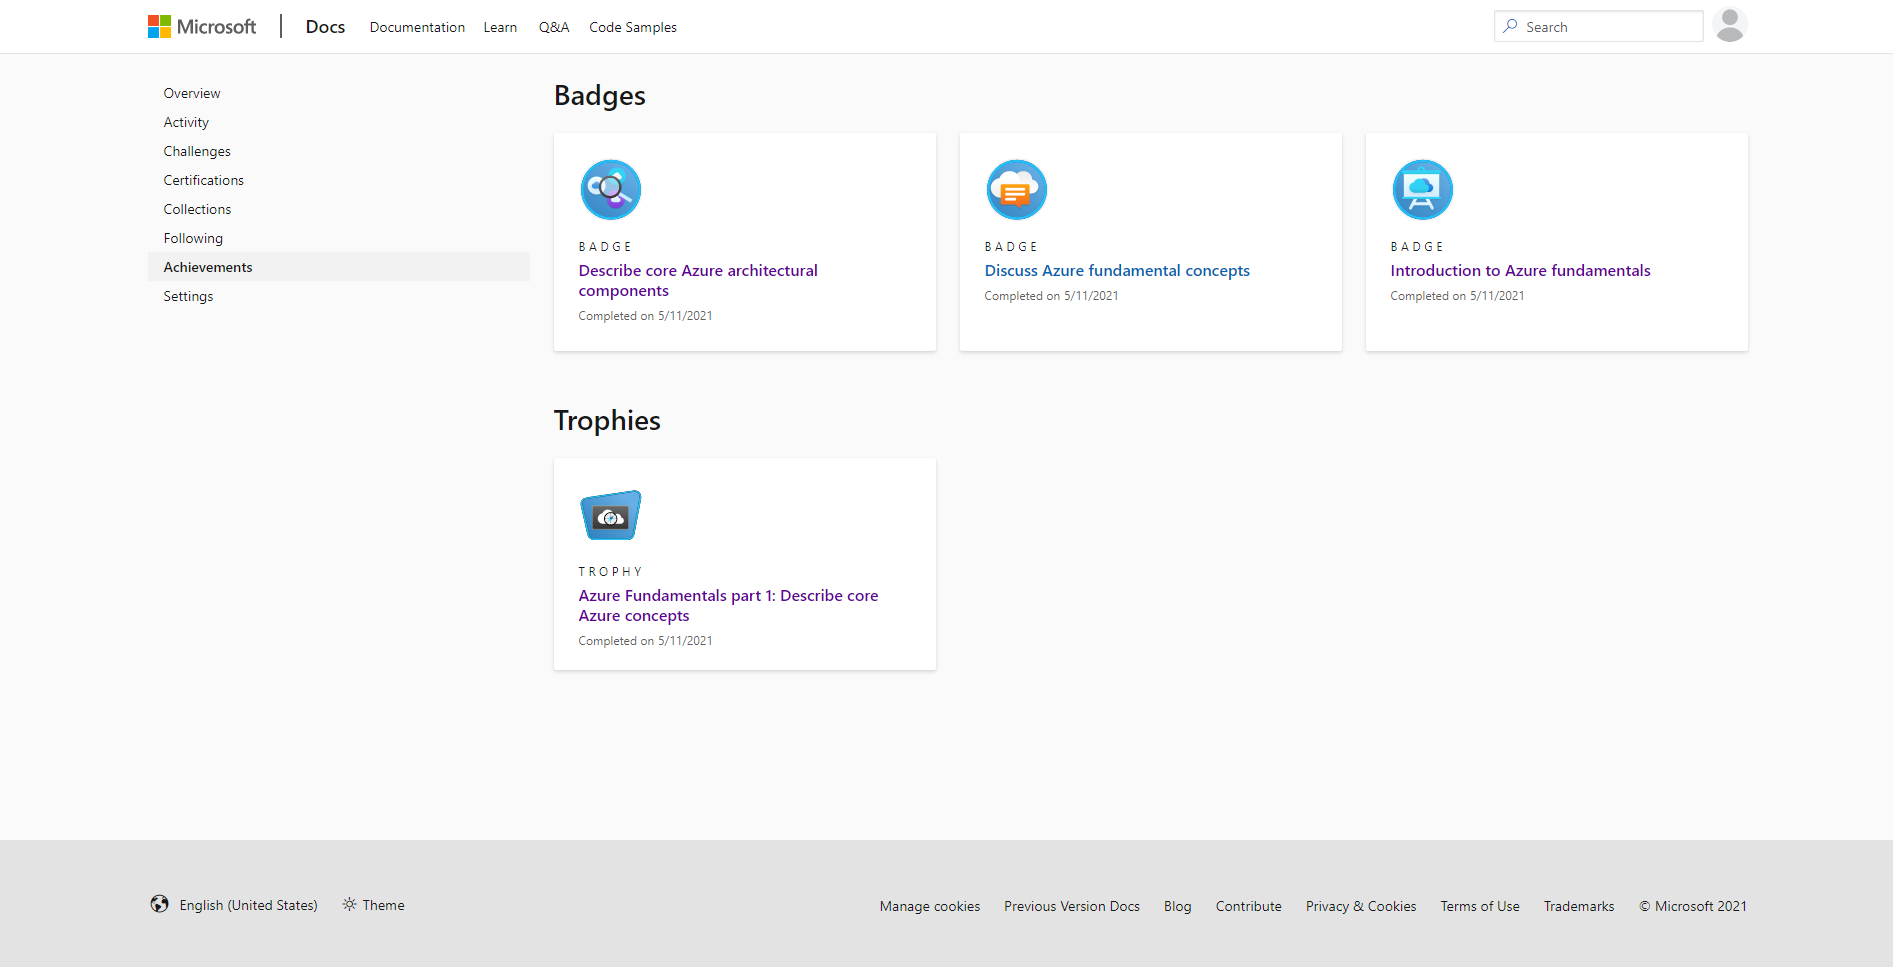 Microsoft Docs Documentation Learn Q&A Code Samples Search
Overview
Activity
Challenges
Certifications
Collections
Following
Achievements
Settings
Badges
BADGE
Describe core Azure architectural
components
Completed on 5/11/2021
BADGE
Discuss Azure fundamental concepts
Completed on 5/11/2021
BADGE
Introduction to Azure fundamentals
Completed on 5/11/2021
Trophies
TROPHY
Azure Fundamentals part 1: Describe core
Azure concepts
Completed on 5/11/2021
English (United States) Theme Manage cookies Previous Version Docs Blog Contribute Privacy & Cookies Terms of Use Trademarks © Microsoft 2021